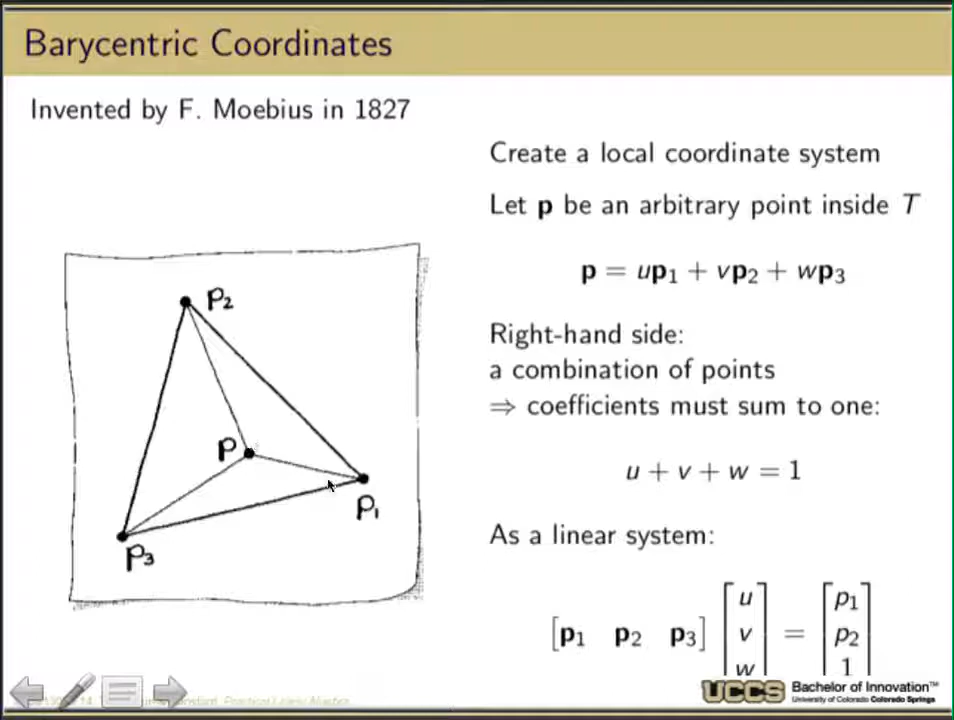 Barycentric Coordinates
Invented by F. Moebius in 1827
Create a local coordinate system
Let p be an arbitrary point inside T
p = up₁ + vp₂ + wp₃
Right-hand side:
a combination of points
⇒ coefficients must sum to one:
u + v + w = 1
As a linear system:
[p₁ p₂ p₃] [u v w] = [p₁ p₂ 1]
P₂
P
P₁
P₃
UCCS
Bachelor of Innovation™
University of Colorado Colorado Springs